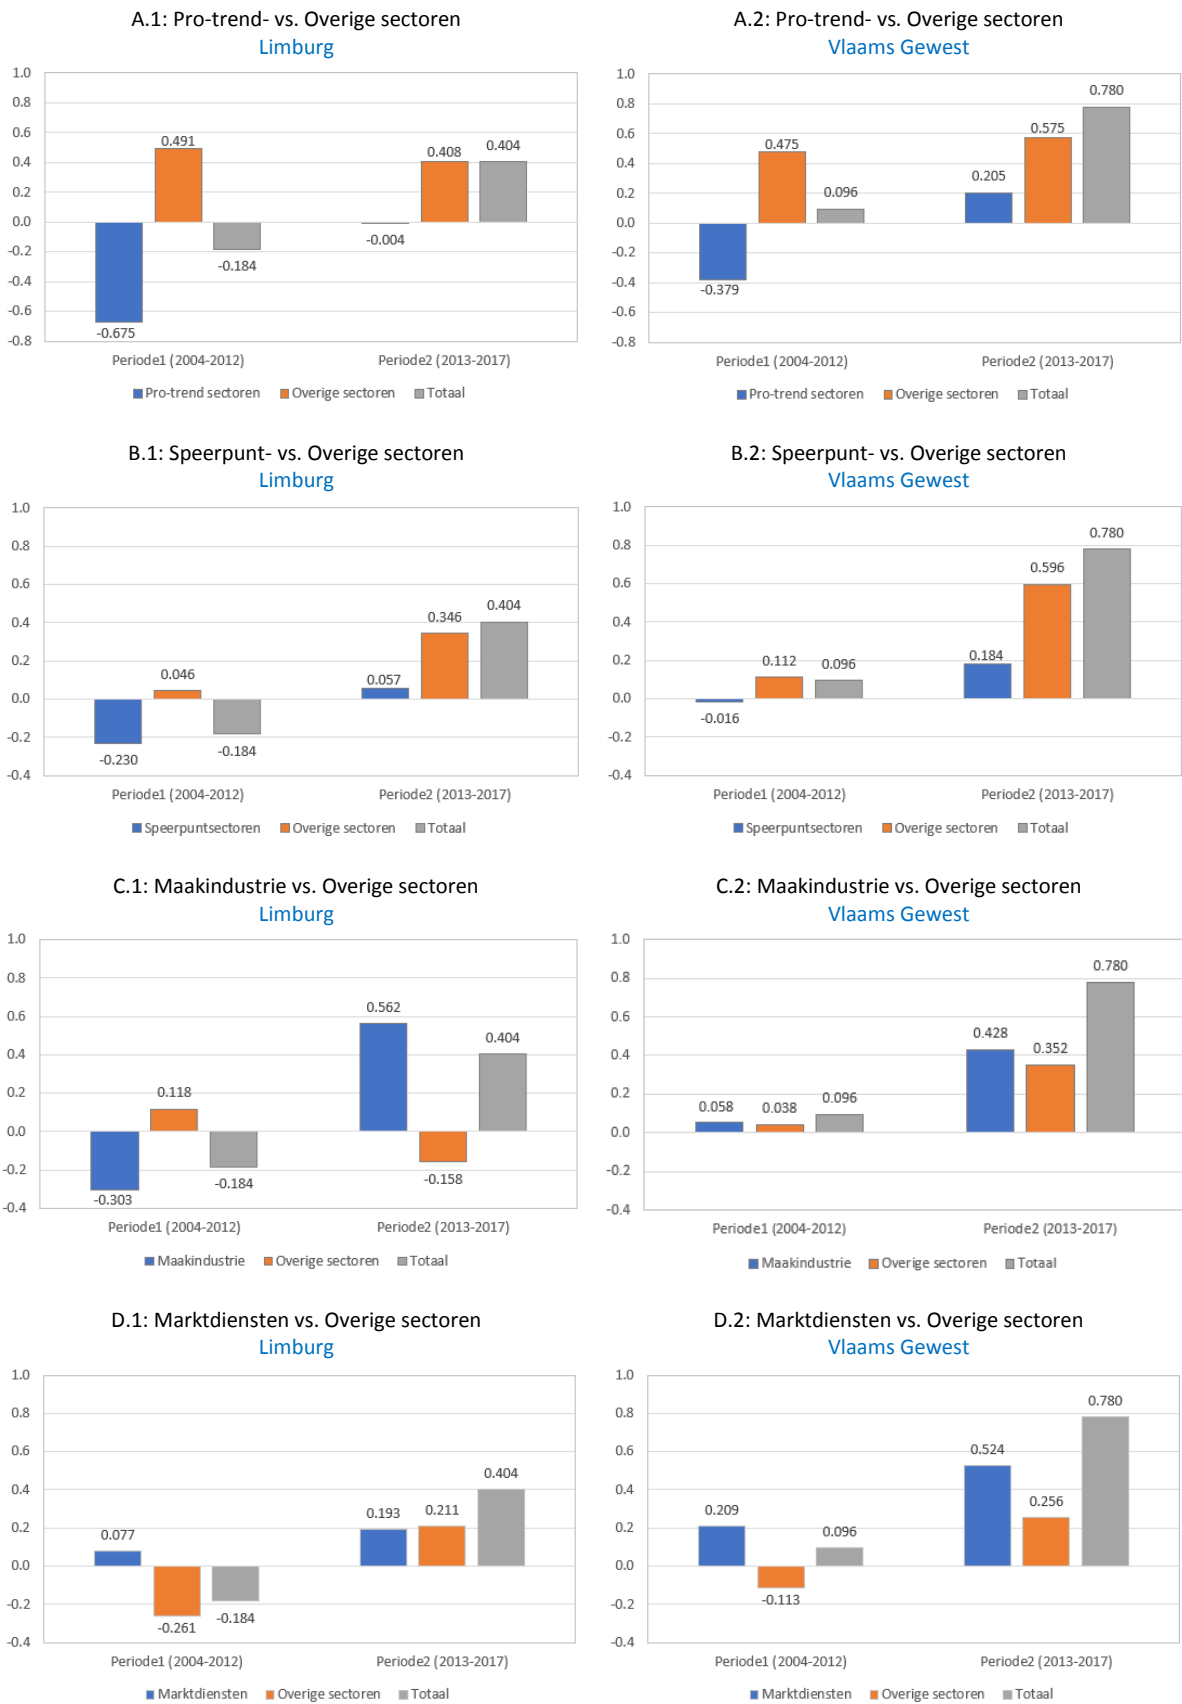 A.1: Pro-trend- vs. Overige sectoren
Limburg
1.0
0.8
0.6
0.4
0.2
0.0
-0.2
-0.4
-0.6
-0.8
-0.675
0.491
-0.184
-0.004
0.408
0.404
Periode1 (2004-2012)
Periode2 (2013-2017)
Pro-trend sectoren
Overige sectoren
Totaal
A.2: Pro-trend- vs. Overige sectoren
Vlaams Gewest
1.0
0.8
0.6
0.4
0.2
0.0
-0.2
-0.4
-0.6
-0.8
-0.379
0.475
0.096
0.205
0.575
0.780
Periode1 (2004-2012)
Periode2 (2013-2017)
Pro-trend sectoren
Overige sectoren
Totaal
B.1: Speerpunt- vs. Overige sectoren
Limburg
1.0
0.8
0.6
0.4
0.2
0.0
-0.2
-0.4
-0.230
0.046
-0.184
0.057
0.346
0.404
Periode1 (2004-2012)
Periode2 (2013-2017)
Speerpuntsectoren
Overige sectoren
Totaal
B.2: Speerpunt- vs. Overige sectoren
Vlaams Gewest
1.0
0.8
0.6
0.4
0.2
0.0
-0.2
-0.4
-0.016
0.112
0.096
0.184
0.596
0.780
Periode1 (2004-2012)
Periode2 (2013-2017)
Speerpuntsectoren
Overige sectoren
Totaal
C.1: Maakindustrie vs. Overige sectoren
Limburg
1.0
0.8
0.6
0.4
0.2
0.0
-0.2
-0.4
-0.303
0.118
-0.184
0.562
-0.158
0.404
Periode1 (2004-2012)
Periode2 (2013-2017)
Maakindustrie
Overige sectoren
Totaal
C.2: Maakindustrie vs. Overige sectoren
Vlaams Gewest
1.0
0.8
0.6
0.4
0.2
0.0
-0.2
-0.4
0.058
0.038
0.096
0.428
0.352
0.780
Periode1 (2004-2012)
Periode2 (2013-2017)
Maakindustrie
Overige sectoren
Totaal
D.1: Marktdiensten vs. Overige sectoren
Limburg
1.0
0.8
0.6
0.4
0.2
0.0
-0.2
-0.4
0.077
-0.261
-0.184
0.193
0.211
0.404
Periode1 (2004-2012)
Periode2 (2013-2017)
Marktdiensten
Overige sectoren
Totaal
D.2: Marktdiensten vs. Overige sectoren
Vlaams Gewest
1.0
0.8
0.6
0.4
0.2
0.0
-0.2
-0.4
0.209
-0.113
0.096
0.524
0.256
0.780
Periode1 (2004-2012)
Periode2 (2013-2017)
Marktdiensten
Overige sectoren
Totaal